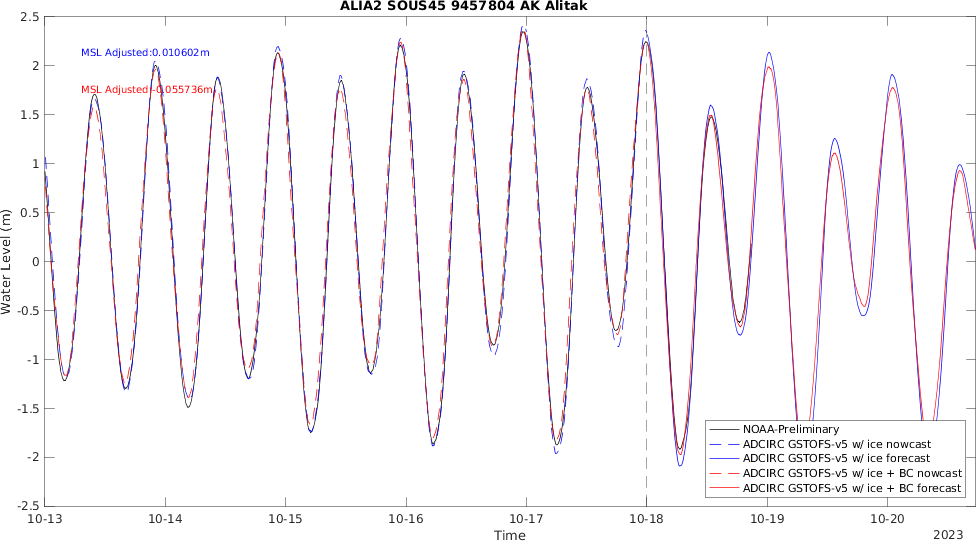 ALIA2 SOUS45 9457804 AK Alitak
MSL Adjusted:0.010602m
MSL Adjusted:-0.055736m
Water Level (m)
2.5
2
1.5
1
0.5
0
-0.5
-1
-1.5
-2
-2.5
NOAA-Preliminary
ADCIRC GSTOFS-v5 w/ ice nowcast
ADCIRC GSTOFS-v5 w/ ice forecast
ADCIRC GSTOFS-v5 w/ ice + BC nowcast
ADCIRC GSTOFS-v5 w/ ice + BC forecast
10-13 10-14 10-15 10-16 10-17 10-18 10-19 10-20
Time
2023